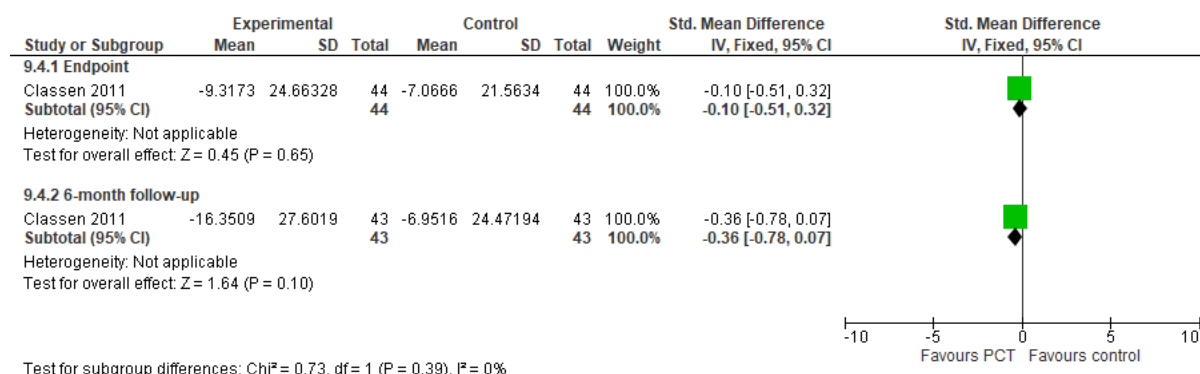 Experimental Control Std. Mean Difference Std. Mean Difference
Study or Subgroup Mean SD Total Mean SD Total Weight IV, Fixed, 95% CI IV, Fixed, 95% CI
9.4.1 Endpoint
Classen 2011 -9.3173 24.66328 44 -7.0666 21.5634 44 100.0% -0.10 [-0.51, 0.32]
Subtotal (95% CI) 44 44 100.0% -0.10 [-0.51, 0.32]
Heterogeneity: Not applicable
Test for overall effect: Z = 0.45 (P = 0.65)
9.4.2 6-month follow-up
Classen 2011 -16.3509 27.6019 43 -6.9516 24.47194 43 100.0% -0.36 [-0.78, 0.07]
Subtotal (95% CI) 43 43 100.0% -0.36 [-0.78, 0.07]
Heterogeneity: Not applicable
Test for overall effect: Z = 1.64 (P = 0.10)
-10 -5 0 5 10
Favours PCT Favours control
Test for subgroup differences: Chi² = 0.73, df = 1 (P = 0.39), I² = 0%